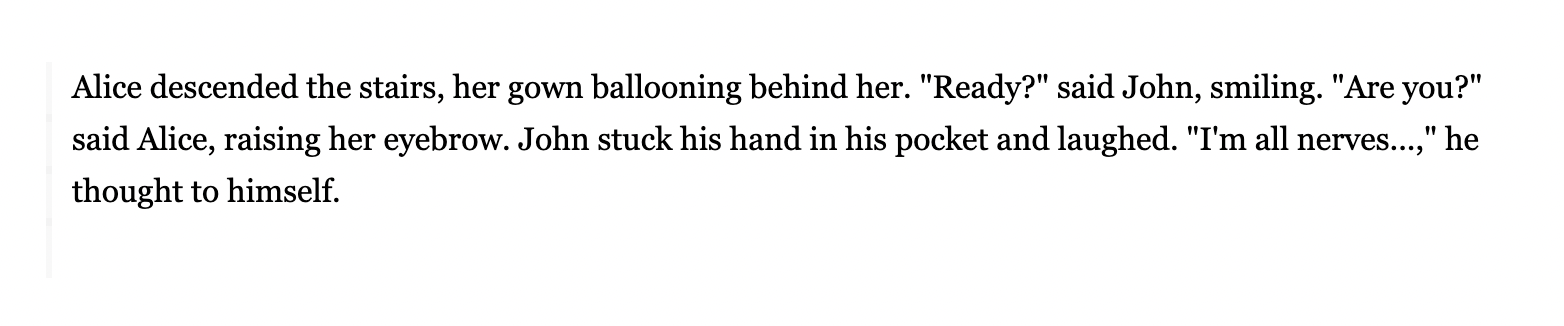 Alice descended the stairs, her gown ballooning behind her. "Ready?" said John, smiling. "Are you?"
said Alice, raising her eyebrow. John stuck his hand in his pocket and laughed. "I'm all nerves...," he
thought to himself.